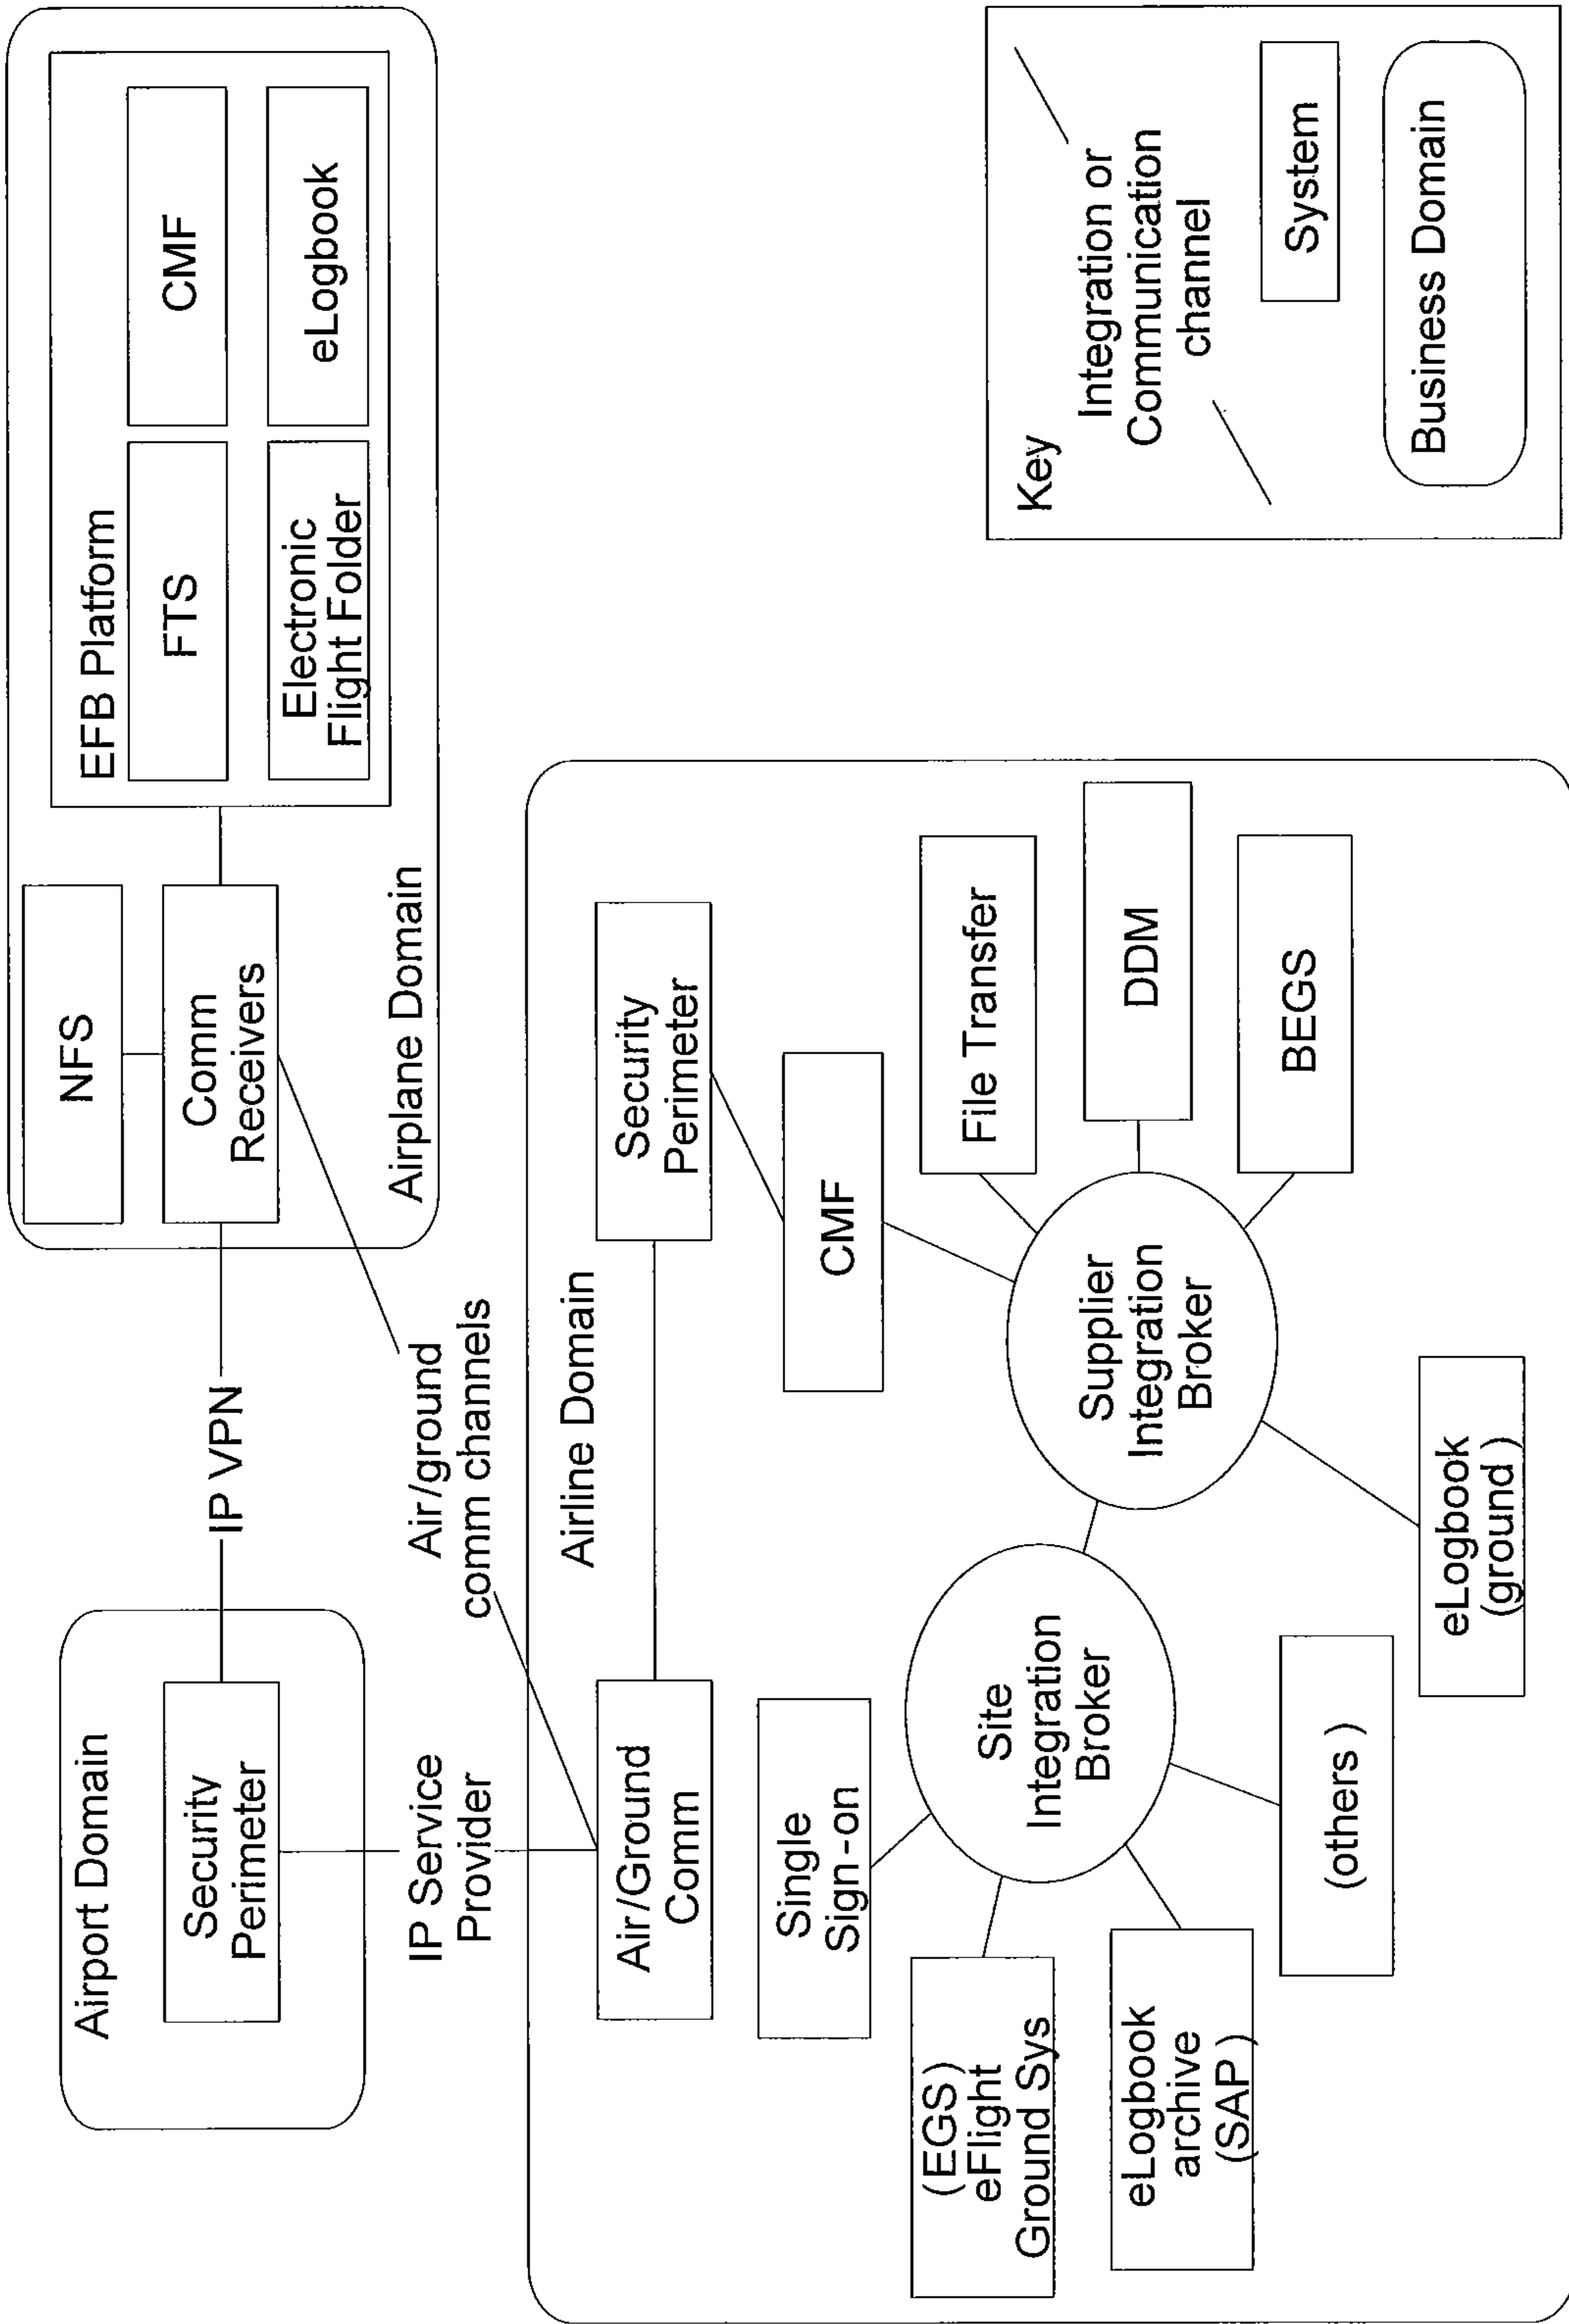 Airport Domain
Security
Perimeter
IP VPN
NFS
Comm
Receivers
Airplane Domain
EFB Platform
FTS
CMF
Electronic
Flight Folder
eLogbook
IP Service
Provider
Air/ground
comm channels
Airline Domain
Air/Ground
Comm
Security
Perimeter
Single
Sign-on
CMF
(EGS)
eFlight
Ground Sys
Site
Integration
Broker
File Transfer
eLogbook
archive
(SAP)
Supplier
Integration
Broker
DDM
BEGS
(others)
eLogbook
(ground)
Key
Integration or
Communication
channel
System
Business Domain